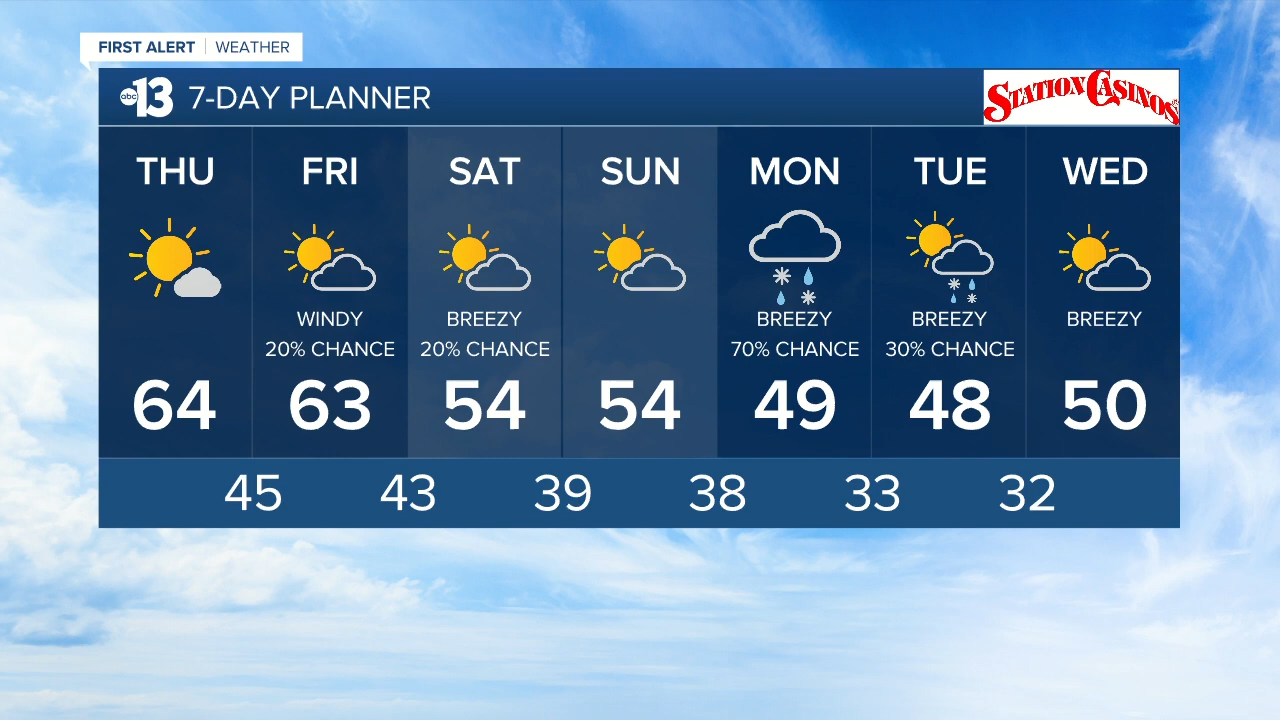 FIRST ALERT | WEATHER
abc 13 7-DAY PLANNER
STATION CASINOS
THU FRI SAT SUN MON TUE WED
WINDY BREEZY BREEZY BREEZY BREEZY
20% CHANCE 20% CHANCE 70% CHANCE 30% CHANCE
64 63 54 54 49 48 50
45 43 39 38 33 32